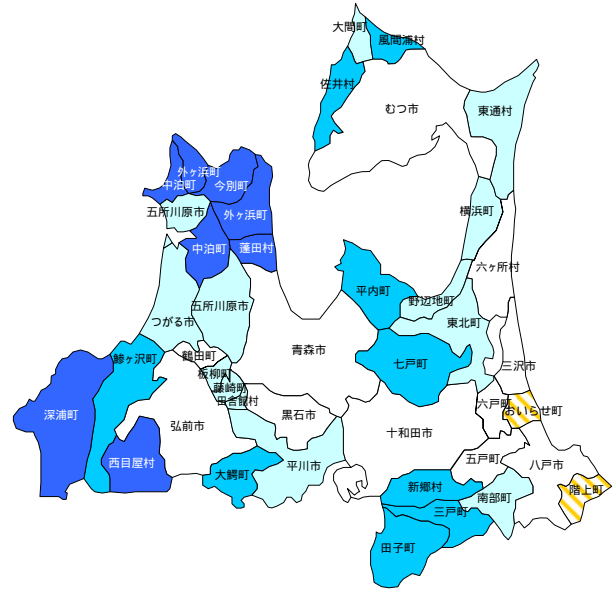 大間町
風間浦村
佐井村
むつ市
東通村
外ヶ浜町
中泊町
今別町
五所川原市
外ヶ浜町
横浜町
中泊町
蓬田村
六ヶ所村
平内町
野辺地町
五所川原市
つがる市
東北町
青森市
鶴田町
鰺ヶ沢町
七戸町
三沢市
板柳町
藤崎町
田舎館村
六戸町
おいらせ町
深浦町
黒石市
弘前市
十和田市
五戸町
八戸市
西目屋村
平川市
大鰐町
新郷村
階上町
南部町
三戸町
田子町